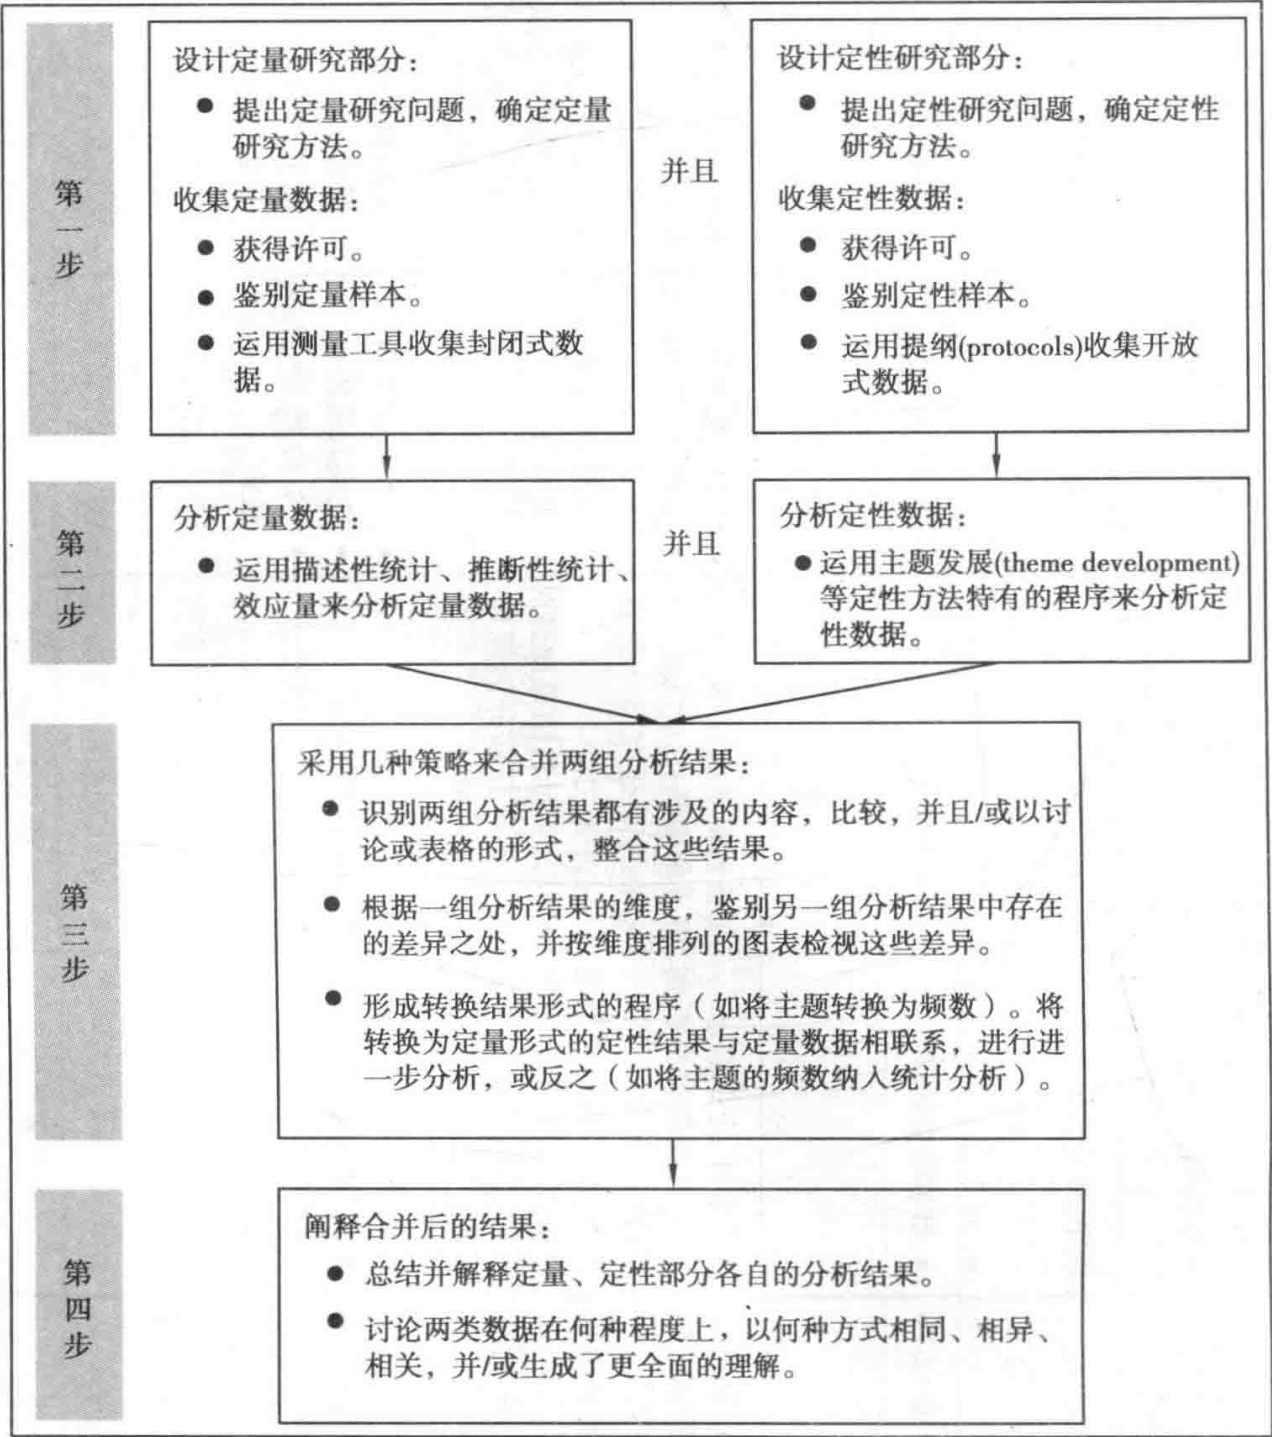 第一步
设计定量研究部分：
● 提出定量研究问题，确定定量
研究方法。
收集定量数据：
● 获得许可。
● 鉴别定量样本。
● 运用测量工具收集封闭式数
据。
并且
设计定性研究部分：
● 提出定性研究问题，确定定性
研究方法。
收集定性数据：
● 获得许可。
● 鉴别定性样本。
● 运用提纲(protocols)收集开放
式数据。
第二步
分析定量数据：
● 运用描述性统计、推断性统计、
效应量来分析定量数据。
并且
分析定性数据：
● 运用主题发展(theme development)
等定性方法特有的程序来分析定
性数据。
第三步
采用几种策略来合并两组分析结果：
● 识别两组分析结果都有涉及的内容，比较，并且/或以讨
论或表格的形式，整合这些结果。
● 根据一组分析结果的维度，鉴别另一组分析结果中存在
的差异之处，并按维度排列的图表检视这些差异。
● 形成转换结果形式的程序（如将主题转换为频数）。将
转换为定量形式的定性结果与定量数据相联系，进行进
一步分析，或反之（如将主题的频数纳入统计分析）。
第四步
阐释合并后的结果：
● 总结并解释定量、定性部分各自的分析结果。
● 讨论两类数据在何种程度上，以何种方式相同、相异、
相关，并/或生成了更全面的理解。